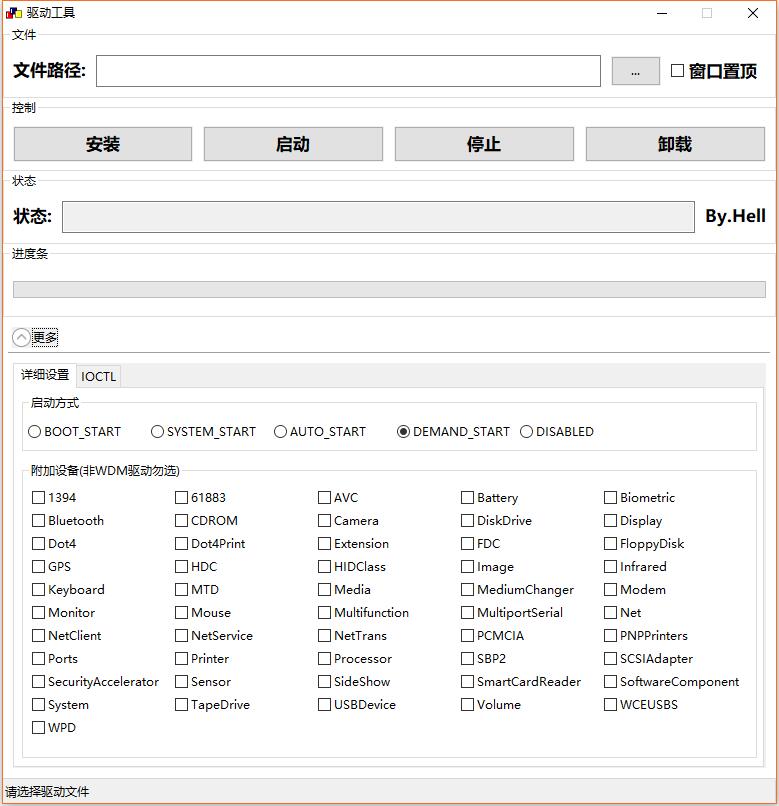 驱动工具
文件
文件路径: ... 窗口置顶
控制
安装 启动 停止 卸载
状态
状态: By.Hell
进度条
更多
详细设置 IOCTL
启动方式
BOOT_START SYSTEM_START AUTO_START DEMAND_START DISABLED
附加设备(非WDM驱动勿选)
1394 61883 AVC Battery Biometric
Bluetooth CDROM Camera DiskDrive Display
Dot4 Dot4Print Extension FDC FloppyDisk
GPS HDC HIDClass Image Infrared
Keyboard MTD Media MediumChanger Modem
Monitor Mouse Multifunction MultiportSerial Net
NetClient NetService NetTrans PCMCIA PNPPrinters
Ports Printer Processor SBP2 SCSIAdapter
SecurityAccelerator Sensor SideShow SmartCardReader SoftwareComponent
System TapeDrive USBDevice Volume WCEUSBS
WPD
请选择驱动文件